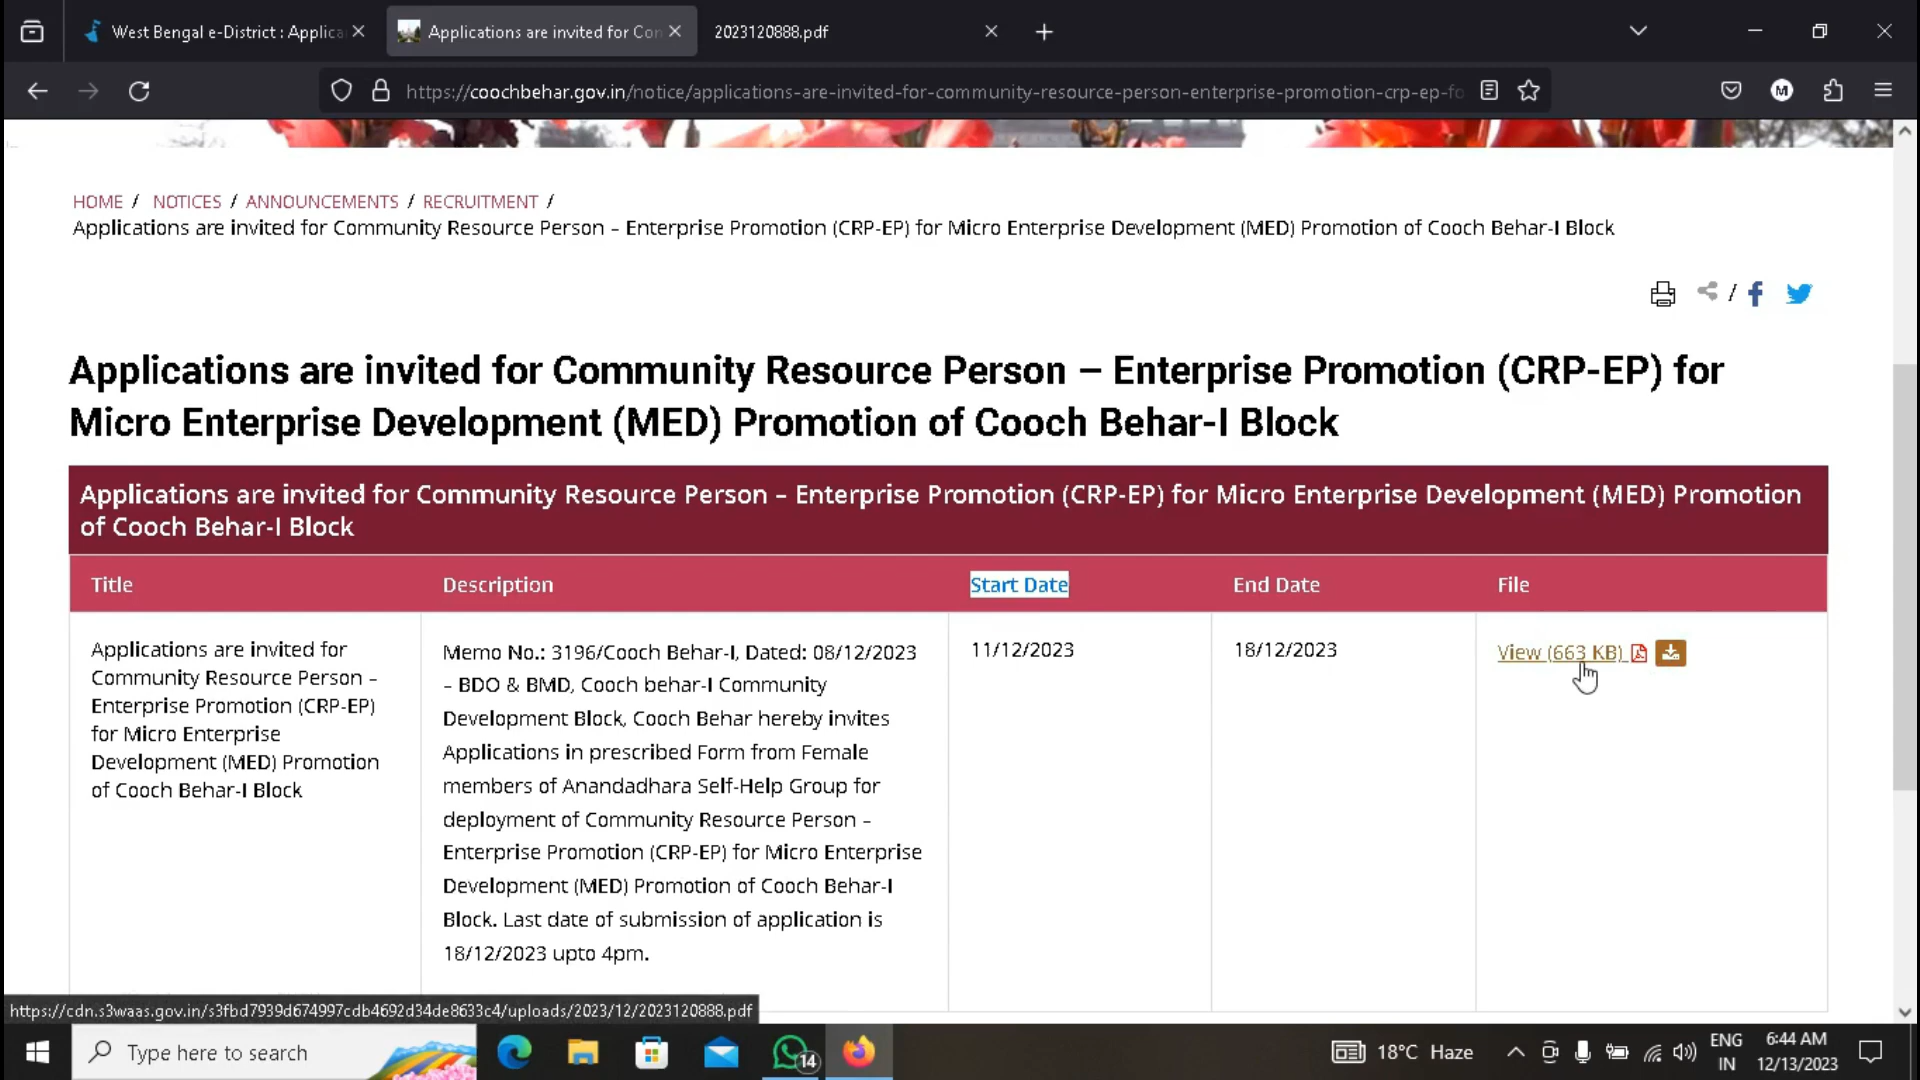 West Bengal e-District : Applica
Applications are invited for Con
2023120888.pdf
https://coochbehar.gov.in/notice/applications-are-invited-for-community-resource-person-enterprise-promotion-crp-ep-fo
M
HOME / NOTICES / ANNOUNCEMENTS / RECRUITMENT /
Applications are invited for Community Resource Person – Enterprise Promotion (CRP-EP) for Micro Enterprise Development (MED) Promotion of Cooch Behar-I Block
/
Applications are invited for Community Resource Person – Enterprise Promotion (CRP-EP) for
Micro Enterprise Development (MED) Promotion of Cooch Behar-I Block
Applications are invited for Community Resource Person – Enterprise Promotion (CRP-EP) for Micro Enterprise Development (MED) Promotion
of Cooch Behar-I Block
Title Description Start Date End Date File
Applications are invited for
Community Resource Person –
Enterprise Promotion (CRP-EP)
for Micro Enterprise
Development (MED) Promotion
of Cooch Behar-I Block
Memo No.: 3196/Cooch Behar-I, Dated: 08/12/2023
– BDO & BMD, Cooch behar-I Community
Development Block, Cooch Behar hereby invites
Applications in prescribed Form from Female
members of Anandadhara Self-Help Group for
deployment of Community Resource Person –
Enterprise Promotion (CRP-EP) for Micro Enterprise
Development (MED) Promotion of Cooch Behar-I
Block. Last date of submission of application is
18/12/2023 upto 4pm.
11/12/2023
18/12/2023
View (663 KB)
https://cdn.s3waas.gov.in/s3fbd7939d674997cdb4692d34de8633c4/uploads/2023/12/2023120888.pdf
Type here to search
14
18°C Haze
ENG
IN
6:44 AM
12/13/2023